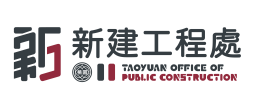 新建工程處
TAOYUAN OFFICE OF
PUBLIC CONSTRUCTION